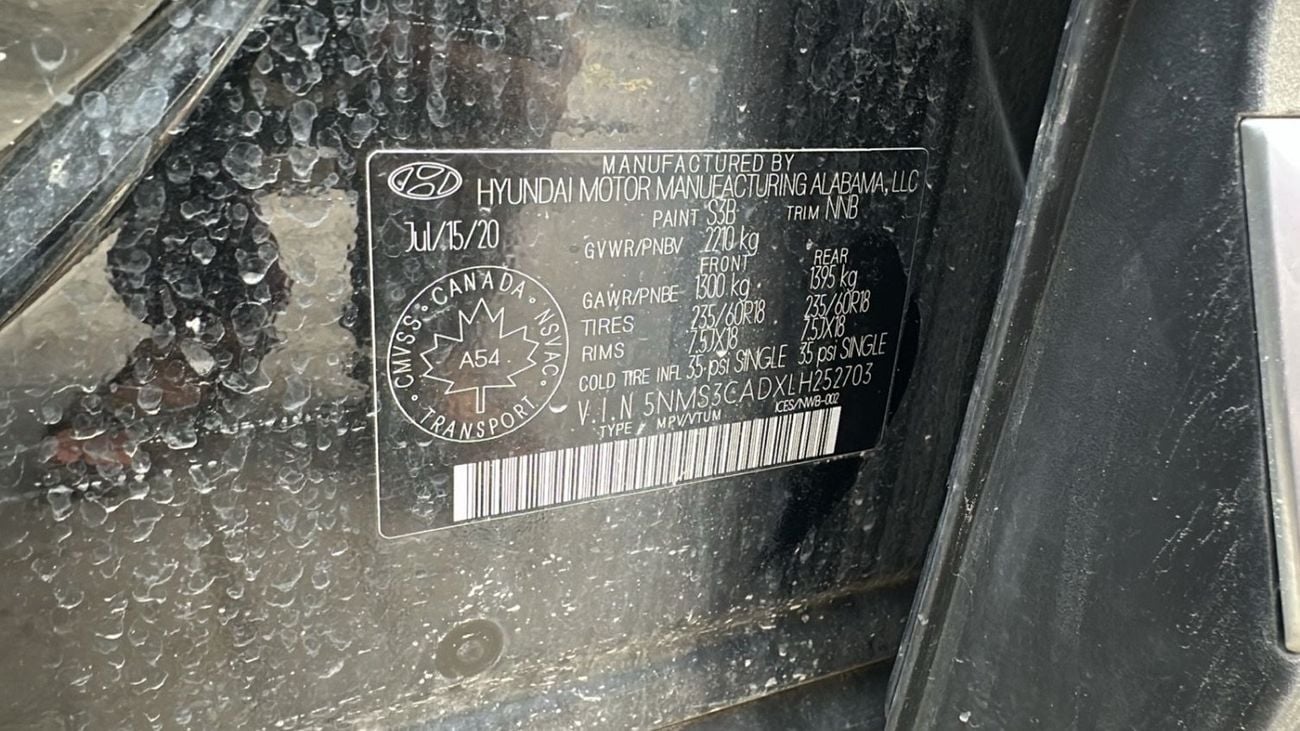 MANUFACTURED BY
HYUNDAI MOTOR MANUFACTURING ALABAMA, LLC
Jul/15/20
PAINT S3B TRIM NNB
GVWR/PNBV 2210 kg
FRONT REAR
GAWR/PNBE 1300 kg 1395 kg
TIRES 235/60R18 235/60R18
RIMS 7.5JX18 7.5JX18
COLD TIRE INFL 35 psi SINGLE 35 psi SINGLE
V.I.N 5NMS3CADXLH252703
TYPE / MPV/VTUM ICES/NWB-002
CMVSS · CANADA · NSVAC · TRANSPORT ·
A54